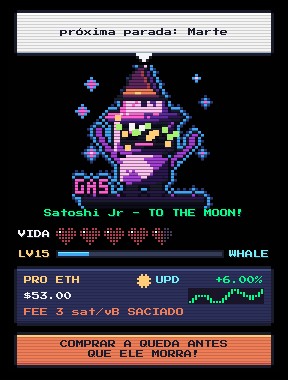 próxima parada: Marte
GAS
Satoshi Jr - TO THE MOON!
VIDA
LV15 WHALE
PRO ETH UPD +6.00%
$53.00
FEE 3 sat/vB SACIADO
COMPRAR A QUEDA ANTES
QUE ELE MORRA!